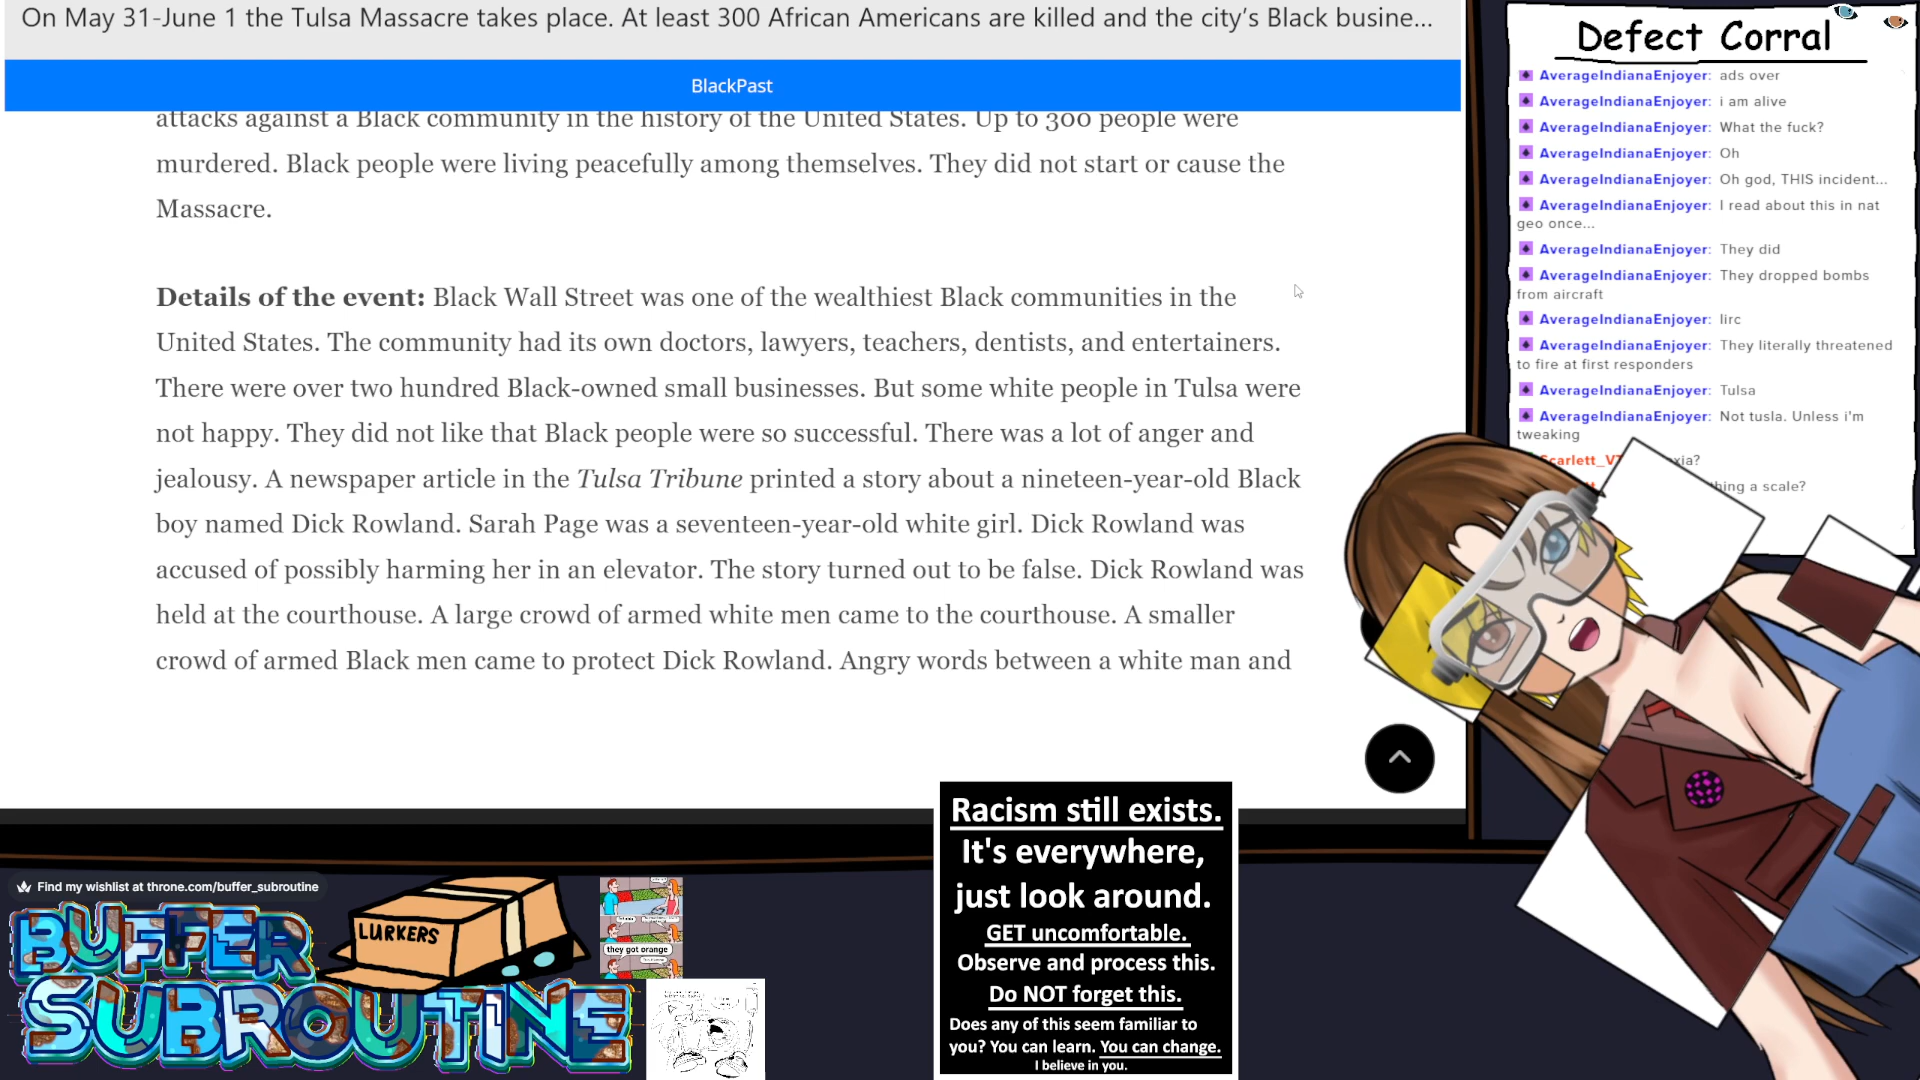 On May 31-June 1 the Tulsa Massacre takes place. At least 300 African Americans are killed and the city's Black busine...
BlackPast
attacks against a Black community in the history of the United States. Up to 300 people were
murdered. Black people were living peacefully among themselves. They did not start or cause the
Massacre.
Details of the event: Black Wall Street was one of the wealthiest Black communities in the
United States. The community had its own doctors, lawyers, teachers, dentists, and entertainers.
There were over two hundred Black-owned small businesses. But some white people in Tulsa were
not happy. They did not like that Black people were so successful. There was a lot of anger and
jealousy. A newspaper article in the Tulsa Tribune printed a story about a nineteen-year-old Black
boy named Dick Rowland. Sarah Page was a seventeen-year-old white girl. Dick Rowland was
accused of possibly harming her in an elevator. The story turned out to be false. Dick Rowland was
held at the courthouse. A large crowd of armed white men came to the courthouse. A smaller
crowd of armed Black men came to protect Dick Rowland. Angry words between a white man and
Defect Corral
AverageIndianaEnjoyer: ads over
AverageIndianaEnjoyer: i am alive
AverageIndianaEnjoyer: What the fuck?
AverageIndianaEnjoyer: Oh
AverageIndianaEnjoyer: Oh god, THIS incident...
AverageIndianaEnjoyer: I read about this in nat
geo once...
AverageIndianaEnjoyer: They did
AverageIndianaEnjoyer: They dropped bombs
from aircraft
AverageIndianaEnjoyer: Iirc
AverageIndianaEnjoyer: They literally threatened
to fire at first responders
AverageIndianaEnjoyer: Tulsa
AverageIndianaEnjoyer: Not tusla. Unless i'm
tweaking
a scale?
Find my wishlist at throne.com/buffer_subroutine
BUFFER
SUBROUTINE
LURKERS
they got orange
Racism still exists.
It's everywhere,
just look around.
GET uncomfortable.
Observe and process this.
Do NOT forget this.
Does any of this seem familiar to
you? You can learn. You can change.
I believe in you.